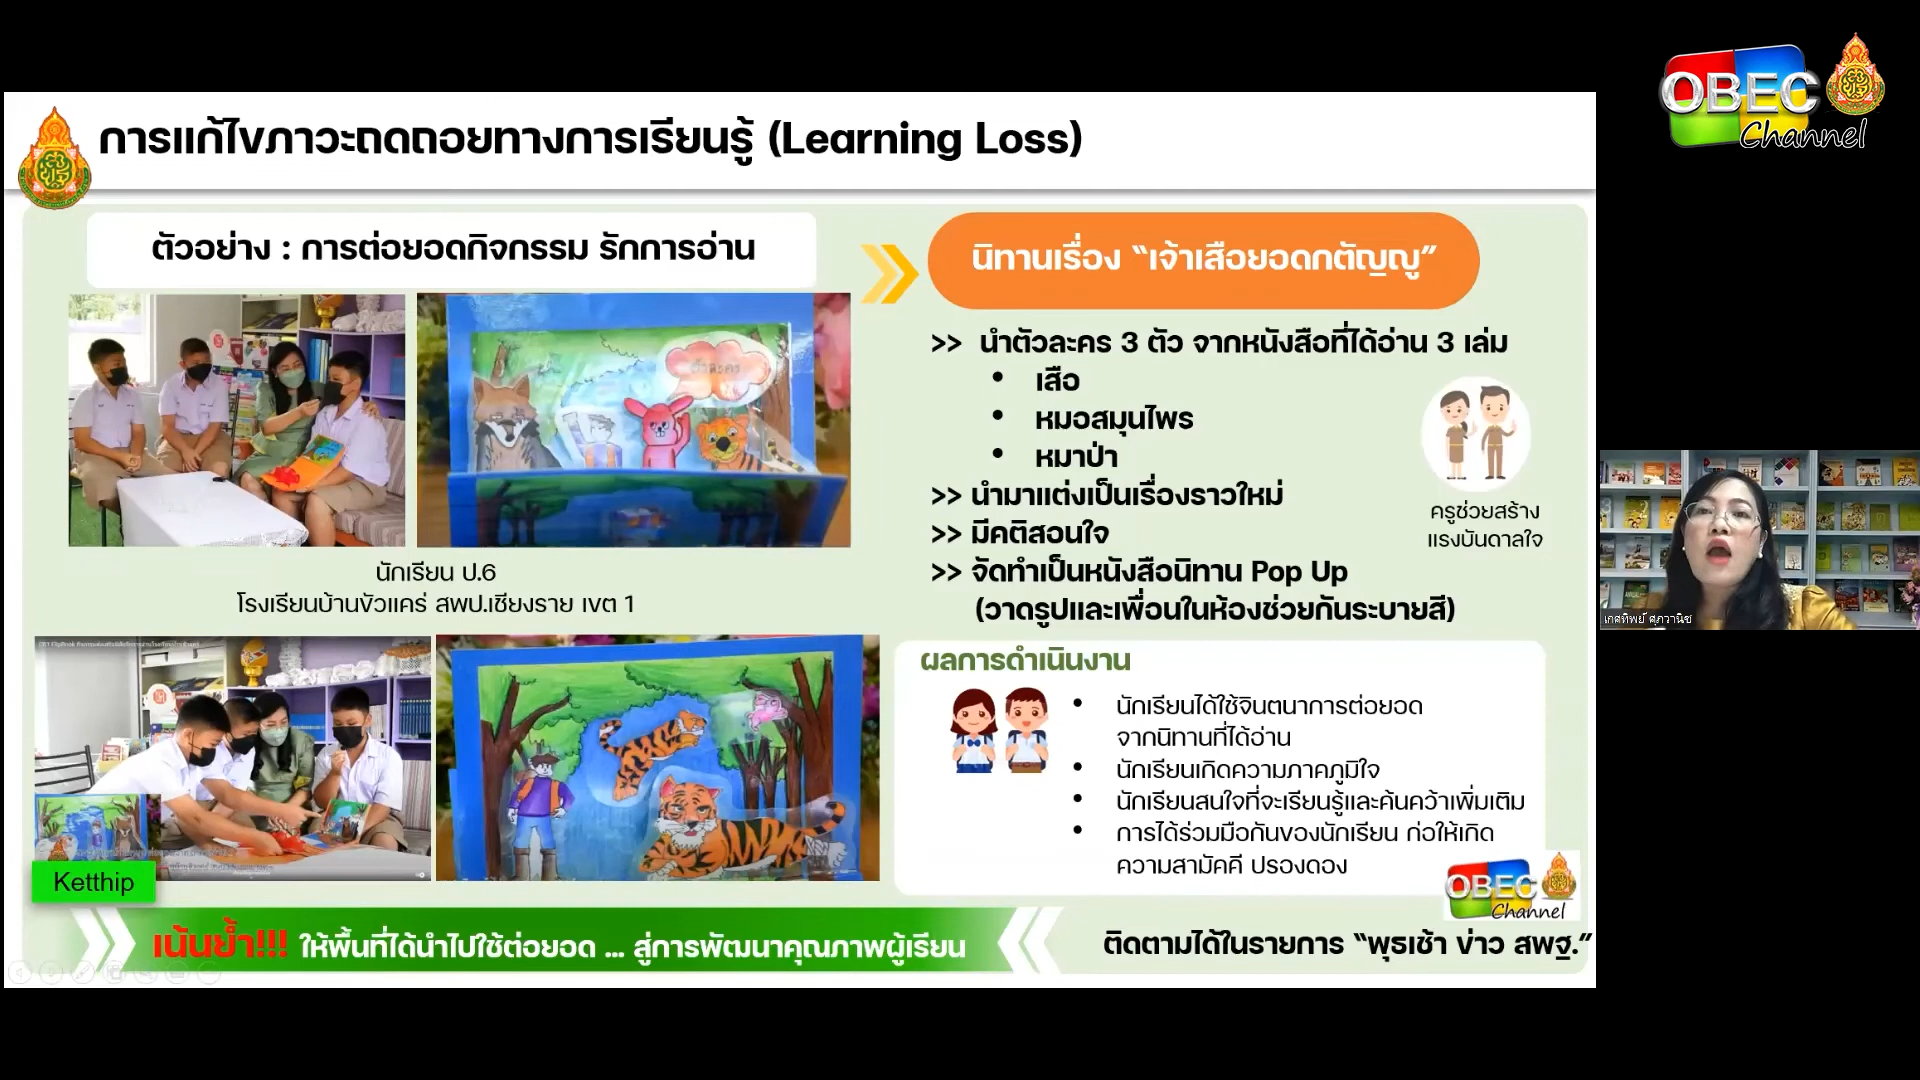 OBEC
Channel
การแก้ไขภาวะถดถอยทางการเรียนรู้ (Learning Loss)
ตัวอย่าง : การต่อยอดกิจกรรม รักการอ่าน
นิทานเรื่อง “เจ้าเสือยอดกตัญญู”
>> นำตัวละคร 3 ตัว จากหนังสือที่ได้อ่าน 3 เล่ม
• เสือ
• หมอสมุนไพร
• หมาป่า
>> นำมาแต่งเป็นเรื่องราวใหม่
>> มีคติสอนใจ
>> จัดทำเป็นหนังสือนิทาน Pop Up
(วาดรูปและเพื่อนในห้องช่วยกันระบายสี)
ครูช่วยสร้าง
แรงบันดาลใจ
ตัวละคร
นักเรียน ป.6
โรงเรียนบ้านขัวแคร่ สพป.เชียงราย เขต 1
ผลการดำเนินงาน
• นักเรียนได้ใช้จินตนาการต่อยอด
จากนิทานที่ได้อ่าน
• นักเรียนเกิดความภาคภูมิใจ
• นักเรียนสนใจที่จะเรียนรู้และค้นคว้าเพิ่มเติม
• การได้ร่วมมือกันของนักเรียน ก่อให้เกิด
ความสามัคคี ปรองดอง
OBEC
Channel
Ketthip
เน้นย้ำ!!! ให้พื้นที่ได้นำไปใช้ต่อยอด ... สู่การพัฒนาคุณภาพผู้เรียน
ติดตามได้ในรายการ “พุธเช้า ข่าว สพฐ.”
เกศทิพย์ ศุภวานิช